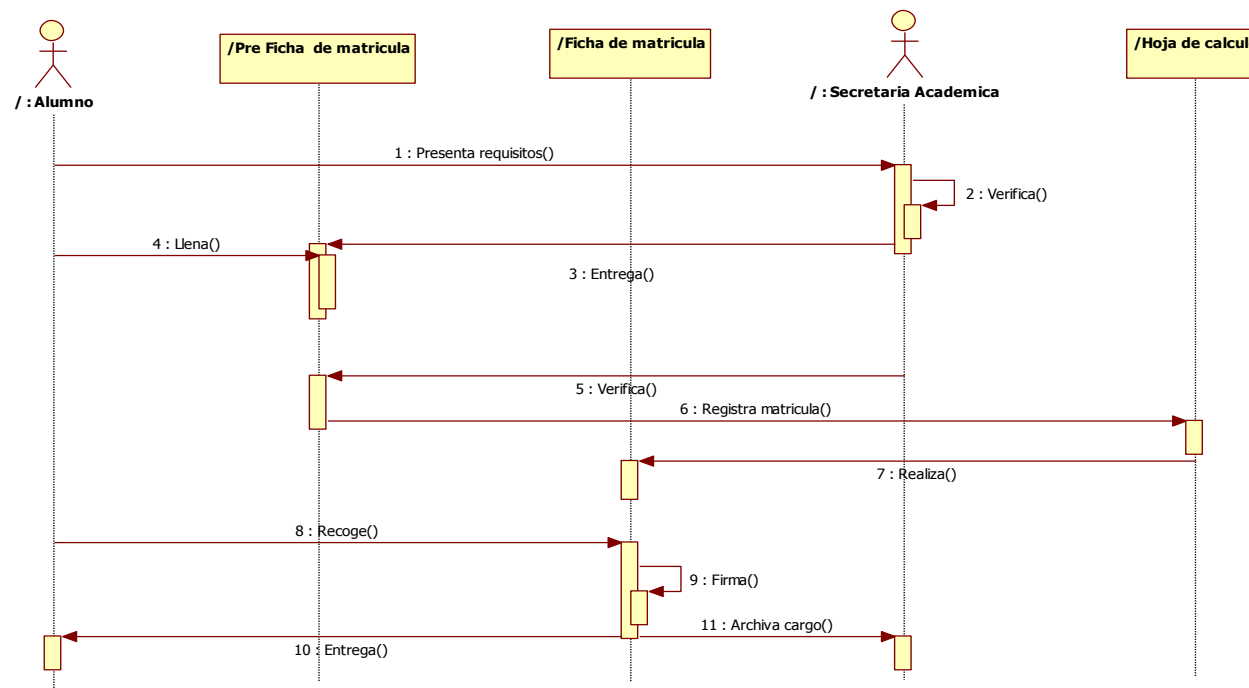 /Pre Ficha  de matricula
/Ficha de matricula
/Hoja de calcul
/ : Alumno
/ : Secretaria Academica
1 : Presenta requisitos()
2 : Verifica()
4 : Llena()
3 : Entrega()
5 : Verifica()
6 : Registra matricula()
7 : Realiza()
8 : Recoge()
9 : Firma()
11 : Archiva cargo()
10 : Entrega()